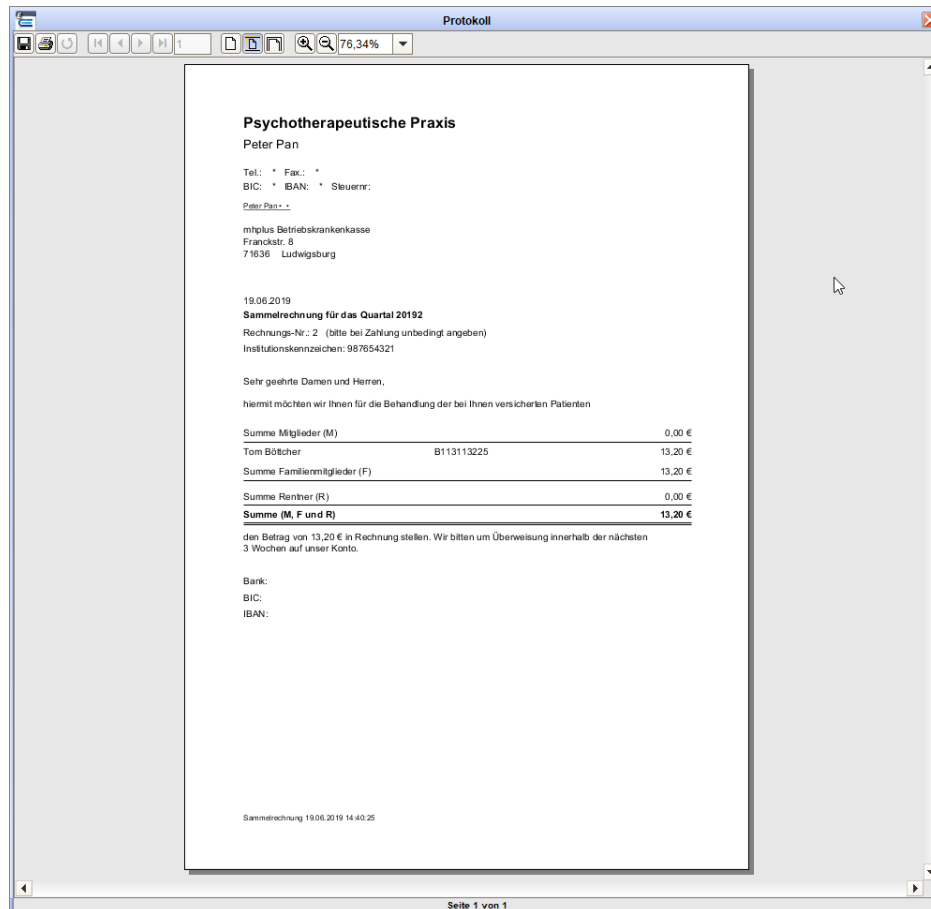 Protokoll
1
76,34%
Psychotherapeutische Praxis
Peter Pan
Tel.: * Fax.: *
BIC: * IBAN: * Steuernr:
Peter Pan * *
mhplus Betriebskrankenkasse
Franckstr. 8
71636 Ludwigsburg
19.06.2019
Sammelrechnung für das Quartal 20192
Rechnungs-Nr.: 2 (bitte bei Zahlung unbedingt angeben)
Institutionskennzeichen: 987654321
Sehr geehrte Damen und Herren,
hiermit möchten wir Ihnen für die Behandlung der bei Ihnen versicherten Patienten
Summe Mitglieder (M) 0,00 €
Tom Böttcher B113113225 13,20 €
Summe Familienmitglieder (F) 13,20 €
Summe Rentner (R) 0,00 €
Summe (M, F und R) 13,20 €
den Betrag von 13,20 € in Rechnung stellen. Wir bitten um Überweisung innerhalb der nächsten
3 Wochen auf unser Konto.
Bank:
BIC:
IBAN:
Sammelrechnung 19.06.2019 14:40:25
Seite 1 von 1